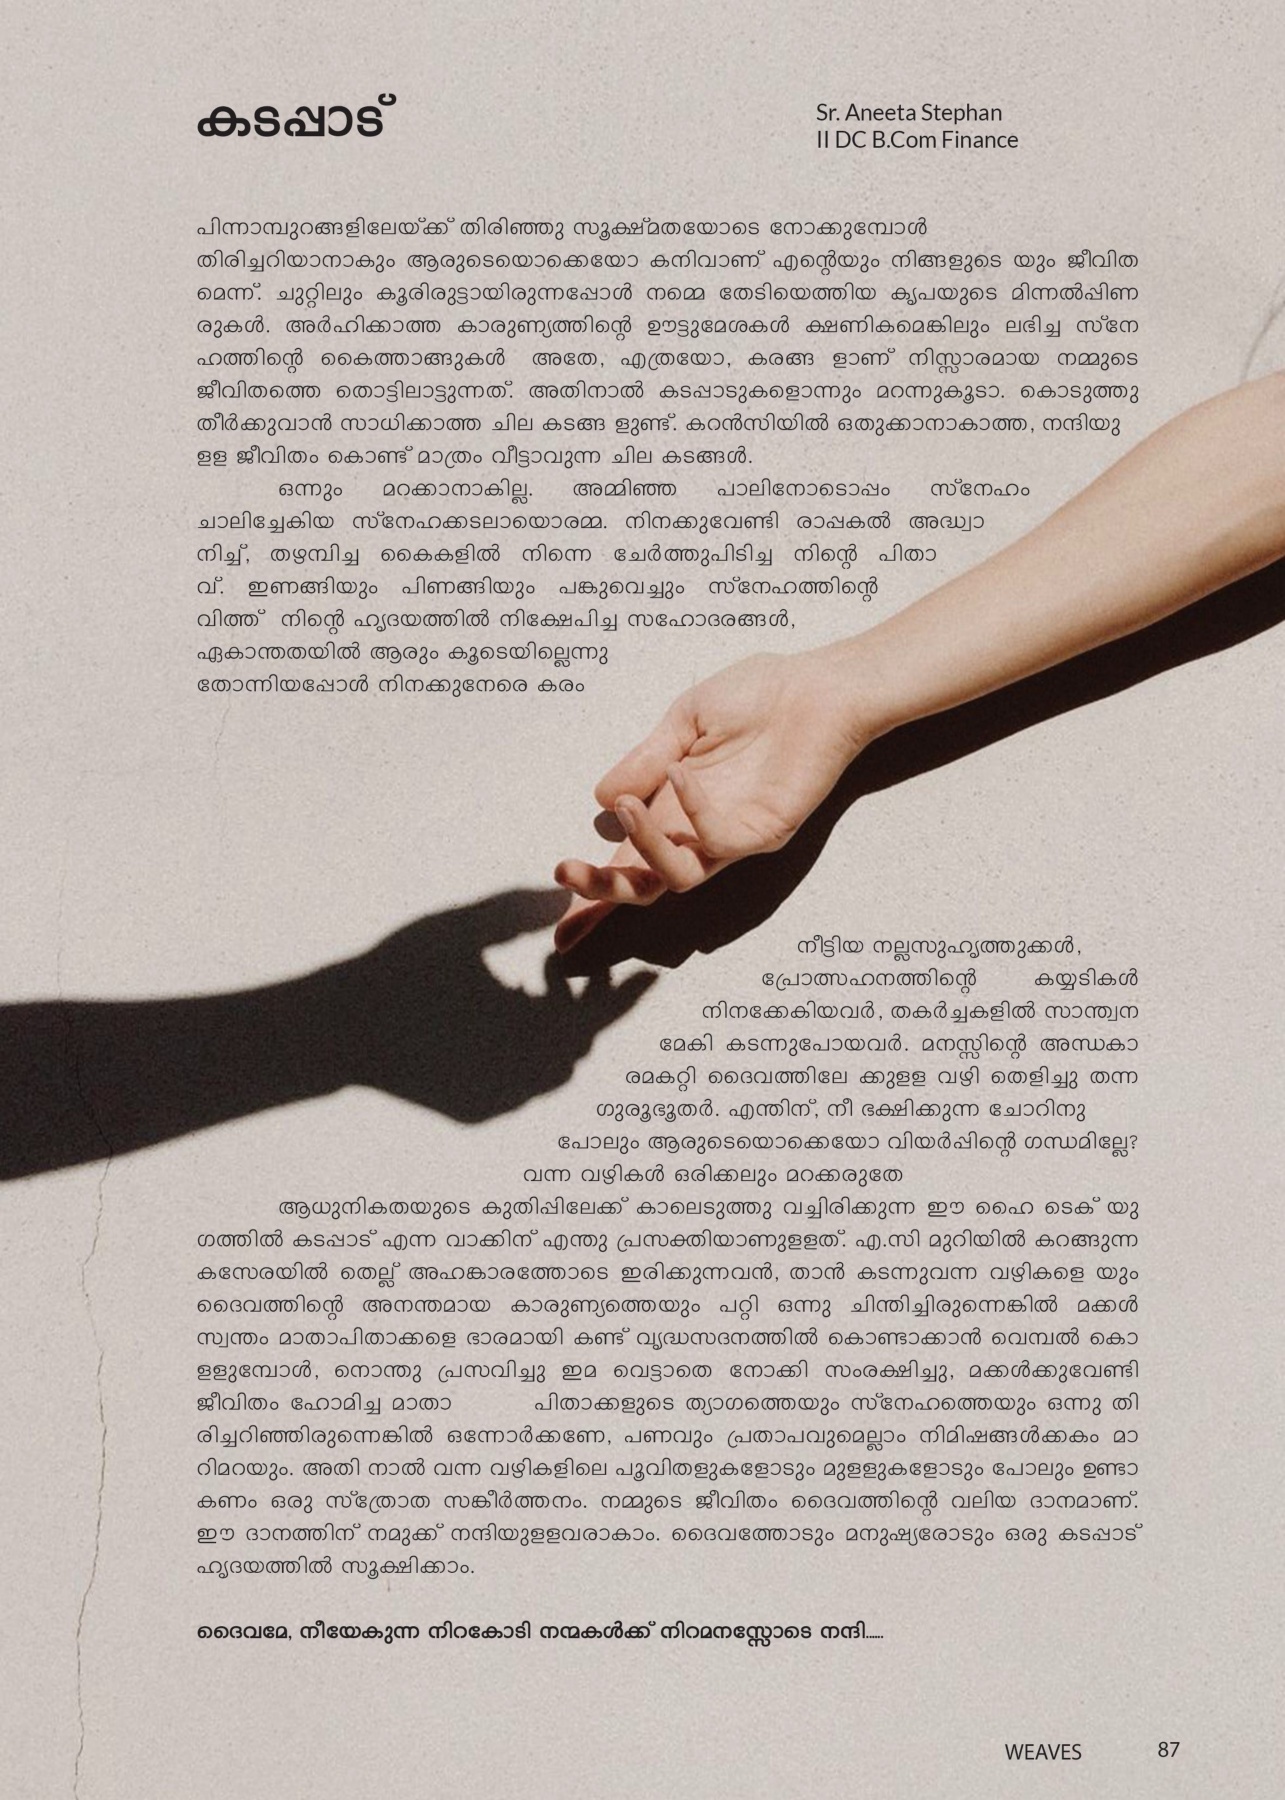 കടപ്പാട്
Sr. Aneeta Stephan
II DC B.Com Finance
പിന്നാമ്പുറങ്ങളിലേയ്ക്ക് തിരിഞ്ഞു സൂക്ഷ്മതയോടെ നോക്കുമ്പോൾ
തിരിച്ചറിയാനാകും ആരുടെയൊക്കെയോ കനിവാണ് എന്റെയും നിങ്ങളുടെ യും ജീവിത
മെന്ന്. ചുറ്റിലും കൂരിരുട്ടായിരുന്നപ്പോൾ നമ്മെ തേടിയെത്തിയ കൃപയുടെ മിന്നൽപ്പിണ
രുകൾ. അർഹിക്കാത്ത കാരുണ്യത്തിന്റെ ഊട്ടുമേശകൾ ക്ഷണികമെങ്കിലും ലഭിച്ച സ്നേ
ഹത്തിന്റെ കൈത്താങ്ങുകൾ അതേ, എത്രയോ, കരങ്ങ ളാണ് നിസ്സാരമായ നമ്മുടെ
ജീവിതത്തെ തൊട്ടിലാട്ടുന്നത്. അതിനാൽ കടപ്പാടുകളൊന്നും മറന്നുകൂടാ. കൊടുത്തു
തീർക്കുവാൻ സാധിക്കാത്ത ചില കടങ്ങ ളുണ്ട്. കറൻസിയിൽ ഒതുക്കാനാകാത്ത, നന്ദിയു
ളള ജീവിതം കൊണ്ട് മാത്രം വീട്ടാവുന്ന ചില കടങ്ങൾ.
ഒന്നും മറക്കാനാകില്ല. അമ്മിഞ്ഞ പാലിനോടൊപ്പം സ്നേഹം
ചാലിച്ചേകിയ സ്നേഹക്കടലായൊരമ്മ. നിനക്കുവേണ്ടി രാപ്പകൽ അദ്ധ്വാ
നിച്ച്, തഴമ്പിച്ച കൈകളിൽ നിന്നെ ചേർത്തുപിടിച്ച നിന്റെ പിതാ
വ്. ഇണങ്ങിയും പിണങ്ങിയും പങ്കുവെച്ചും സ്നേഹത്തിന്റെ
വിത്ത് നിന്റെ ഹൃദയത്തിൽ നിക്ഷേപിച്ച സഹോദരങ്ങൾ,
ഏകാന്തതയിൽ ആരും കൂടെയില്ലെന്നു
തോന്നിയപ്പോൾ നിനക്കുനേരെ കരം
നീട്ടിയ നല്ലസുഹൃത്തുക്കൾ,
പ്രോത്സഹനത്തിന്റെ കയ്യടികൾ
നിനക്കേകിയവർ, തകർച്ചകളിൽ സാന്ത്വന
മേകി കടന്നുപോയവർ. മനസ്സിന്റെ അന്ധകാ
രമകറ്റി ദൈവത്തിലേ ക്കുളള വഴി തെളിച്ചു തന്ന
ഗുരൂഭൂതർ. എന്തിന്, നീ ഭക്ഷിക്കുന്ന ചോറിനു
പോലും ആരുടെയൊക്കെയോ വിയർപ്പിന്റെ ഗന്ധമില്ലേ?
വന്ന വഴികൾ ഒരിക്കലും മറക്കരുതേ
ആധുനികതയുടെ കുതിപ്പിലേക്ക് കാലെടുത്തു വച്ചിരിക്കുന്ന ഈ ഹൈ ടെക് യു
ഗത്തിൽ കടപ്പാട് എന്ന വാക്കിന് എന്തു പ്രസക്തിയാണുളളത്. എ.സി മുറിയിൽ കറങ്ങുന്ന
കസേരയിൽ തെല്ല് അഹങ്കാരത്തോടെ ഇരിക്കുന്നവൻ, താൻ കടന്നുവന്ന വഴികളെ യും
ദൈവത്തിന്റെ അനന്തമായ കാരുണ്യത്തെയും പറ്റി ഒന്നു ചിന്തിച്ചിരുന്നെങ്കിൽ മക്കൾ
സ്വന്തം മാതാപിതാക്കളെ ഭാരമായി കണ്ട് വൃദ്ധസദനത്തിൽ കൊണ്ടാക്കാൻ വെമ്പൽ കൊ
ളളുമ്പോൾ, നൊന്തു പ്രസവിച്ചു ഇമ വെട്ടാതെ നോക്കി സംരക്ഷിച്ചു, മക്കൾക്കുവേണ്ടി
ജീവിതം ഹോമിച്ച മാതാ പിതാക്കളുടെ ത്യാഗത്തെയും സ്നേഹത്തെയും ഒന്നു തി
രിച്ചറിഞ്ഞിരുന്നെങ്കിൽ ഒന്നോർക്കണേ, പണവും പ്രതാപവുമെല്ലാം നിമിഷങ്ങൾക്കകം മാ
റിമറയും. അതി നാൽ വന്ന വഴികളിലെ പൂവിതളുകളോടും മുളളുകളോടും പോലും ഉണ്ടാ
കണം ഒരു സ്ത്രോത സങ്കീർത്തനം. നമ്മുടെ ജീവിതം ദൈവത്തിന്റെ വലിയ ദാനമാണ്.
ഈ ദാനത്തിന് നമുക്ക് നന്ദിയുളളവരാകാം. ദൈവത്തോടും മനുഷ്യരോടും ഒരു കടപ്പാട്
ഹൃദയത്തിൽ സൂക്ഷിക്കാം.
ദൈവമേ, നീയേകുന്ന നിറകോടി നന്മകൾക്ക് നിറമനസ്സോടെ നന്ദി......
WEAVES 87